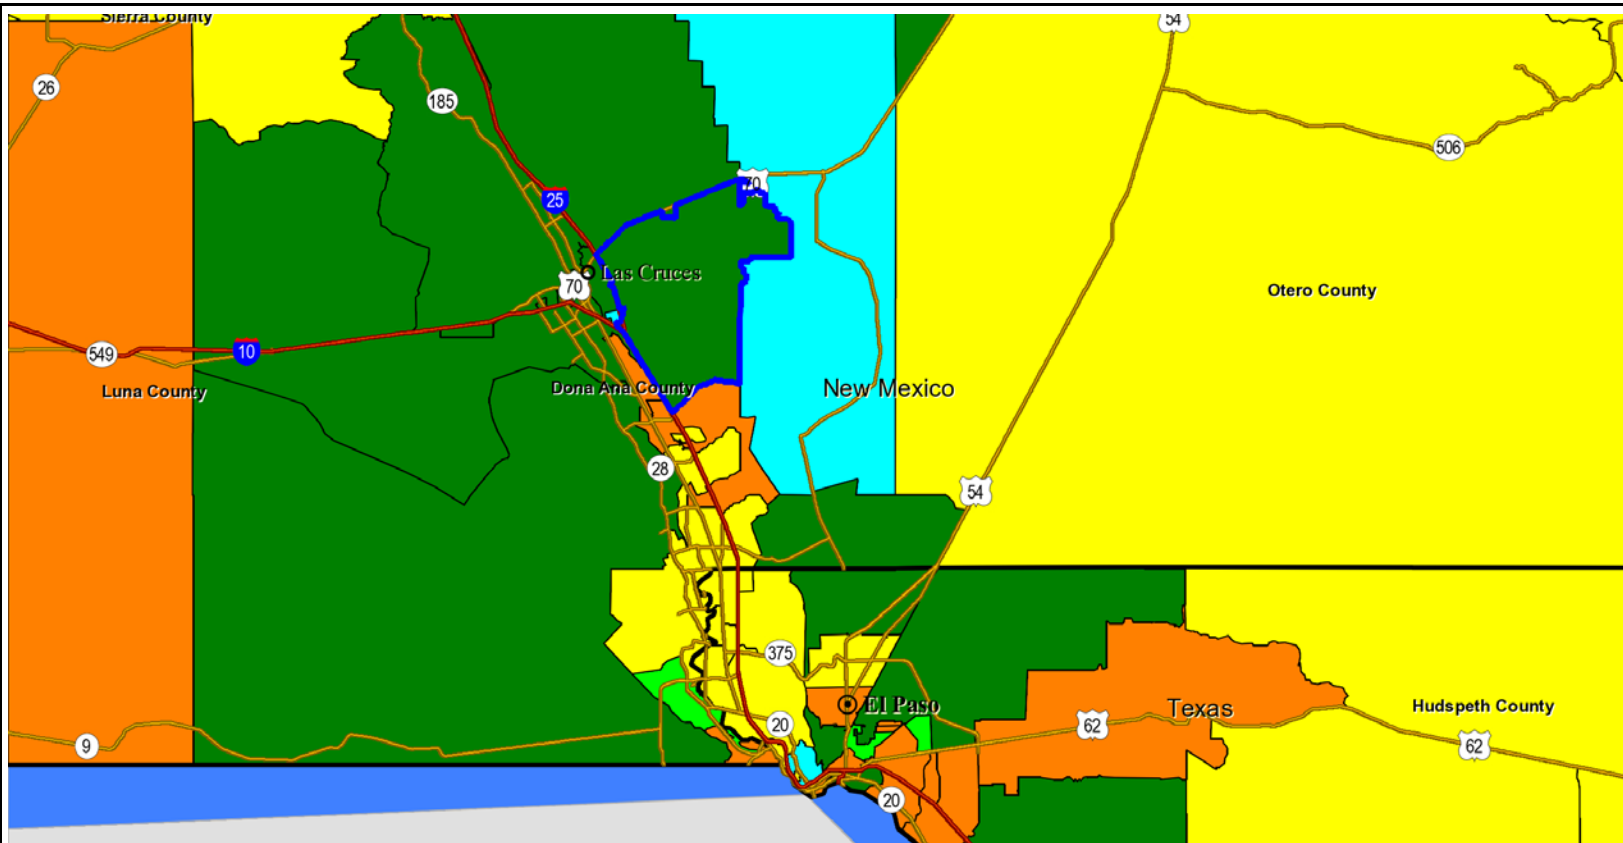 Sierra County
54
26
185
506
70
25
Las Cruces
70
Otero County
549
10
Luna County
Dona Ana County
New Mexico
28
54
375
El Paso
Texas
Hudspeth County
20
62
62
9
20